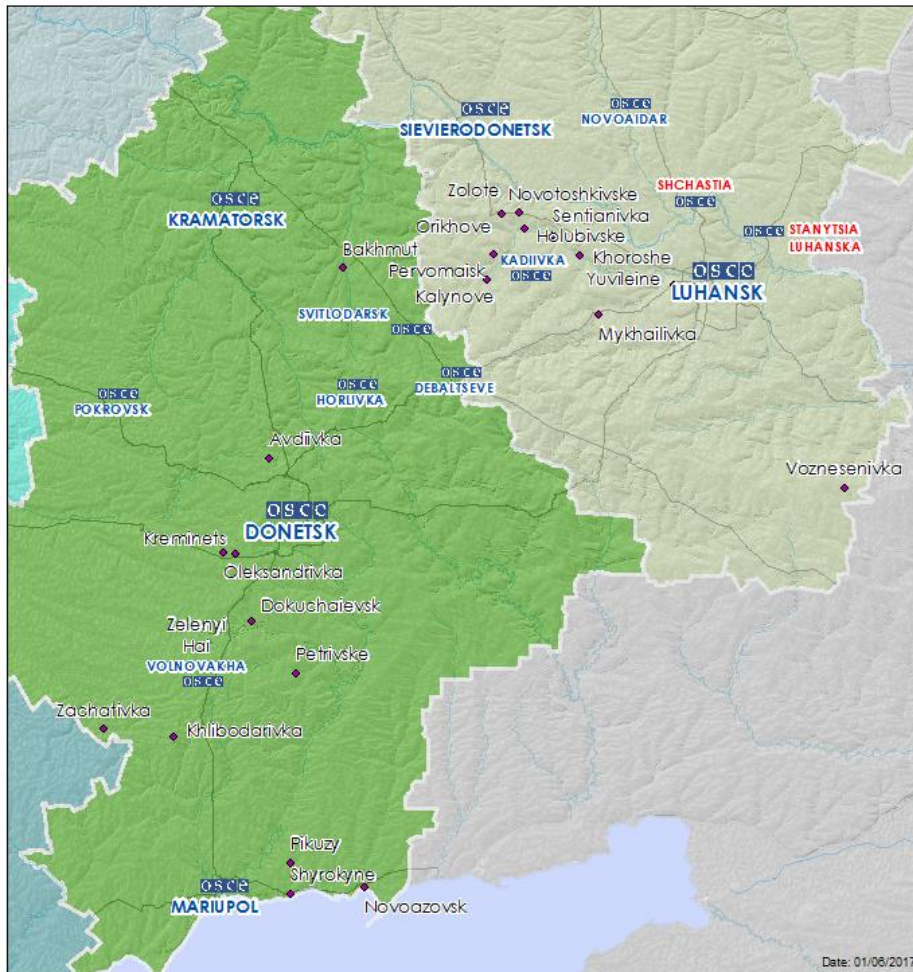 osce
SIEVIERODONETSK
osce
NOVOAIDAR
osce
KRAMATORSK
Zolote
Novotoshkivske
SHCHASTIA
osce
Orikhove
Sentianivka
Holubivske
osce
STANYTSIA
LUHANSKA
Bakhmut
Pervomaisk
KADIIVKA
osce
Khoroshe
Kalynove
Yuvileine
osce
LUHANSK
SVITLODARSK
osce
Mykhailivka
osce
POKROVSK
osce
HORLIVKA
osce
DEBALTSEVE
Avdiivka
Voznesenivka
osce
DONETSK
Kreminets
Oleksandrivka
Dokuchaievsk
Zelenyi
Hai
VOLNOVAKHA
osce
Petrivske
Zachativka
Khlibodarivka
Pikuzy
osce
MARIUPOL
Shyrokyne
Novoazovsk
Date: 01/06/2017